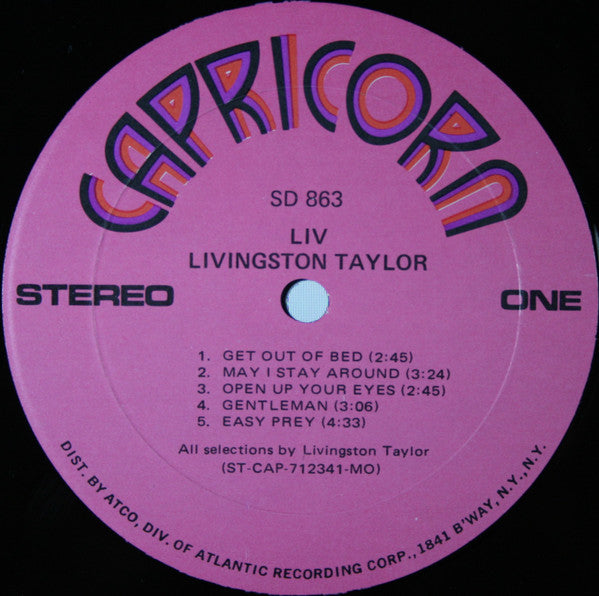 CAPRICORN
SD 863
LIV
LIVINGSTON TAYLOR
STEREO
ONE
1. GET OUT OF BED (2:45)
2. MAY I STAY AROUND (3:24)
3. OPEN UP YOUR EYES (2:45)
4. GENTLEMAN (3:06)
5. EASY PREY (4:33)
All selections by Livingston Taylor
(ST-CAP-712341-MO)
DIST. BY ATCO, DIV. OF ATLANTIC RECORDING CORP., 1841 B'WAY, N.Y., N.Y.